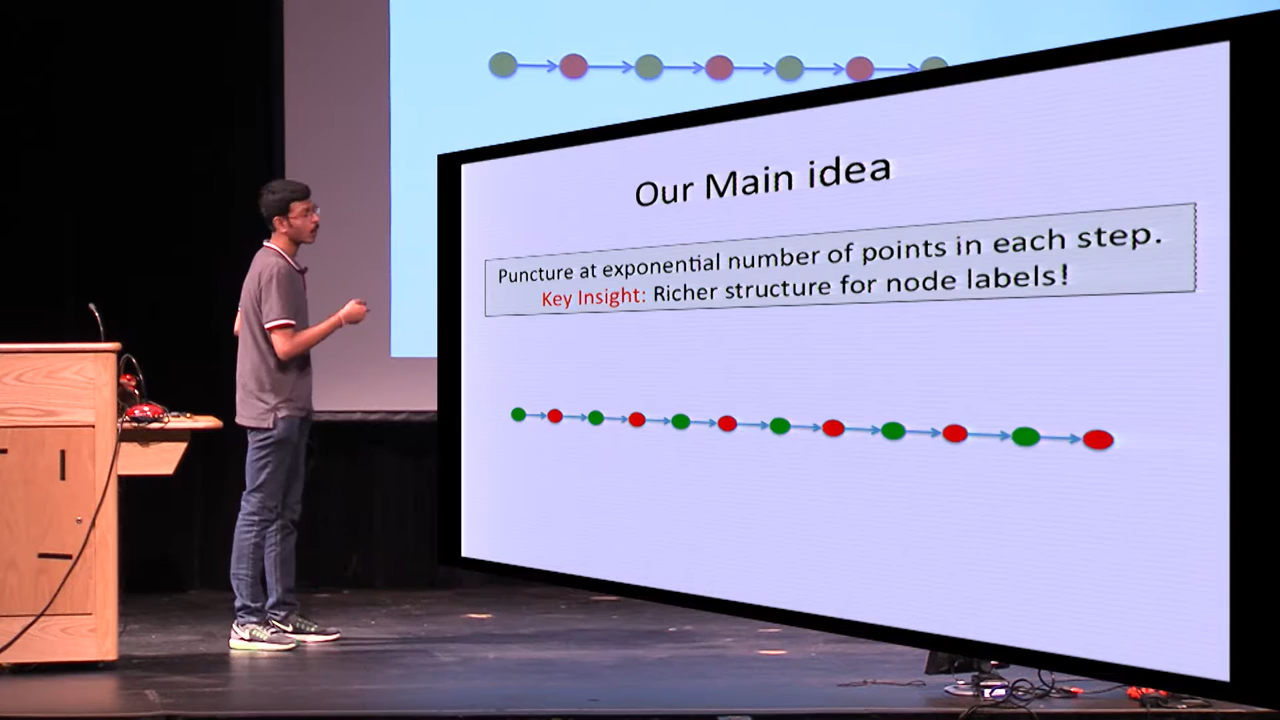 Our Main idea
Puncture at exponential number of points in each step.
Key Insight: Richer structure for node labels!